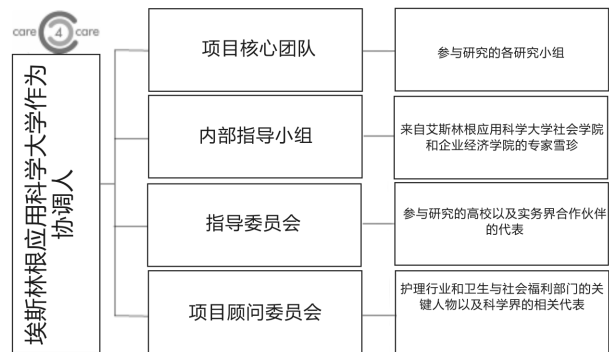 care 4 care
埃斯林根应用科学大学作为
协调人
项目核心团队
参与研究的各研究小组
内部指导小组
来自艾斯林根应用科学大学社会学院
和企业经济学院的专家雪珍
指导委员会
参与研究的高校以及实务界合作伙伴
的代表
项目顾问委员会
护理行业和卫生与社会福利部门的关
键人物以及科学界的相关代表